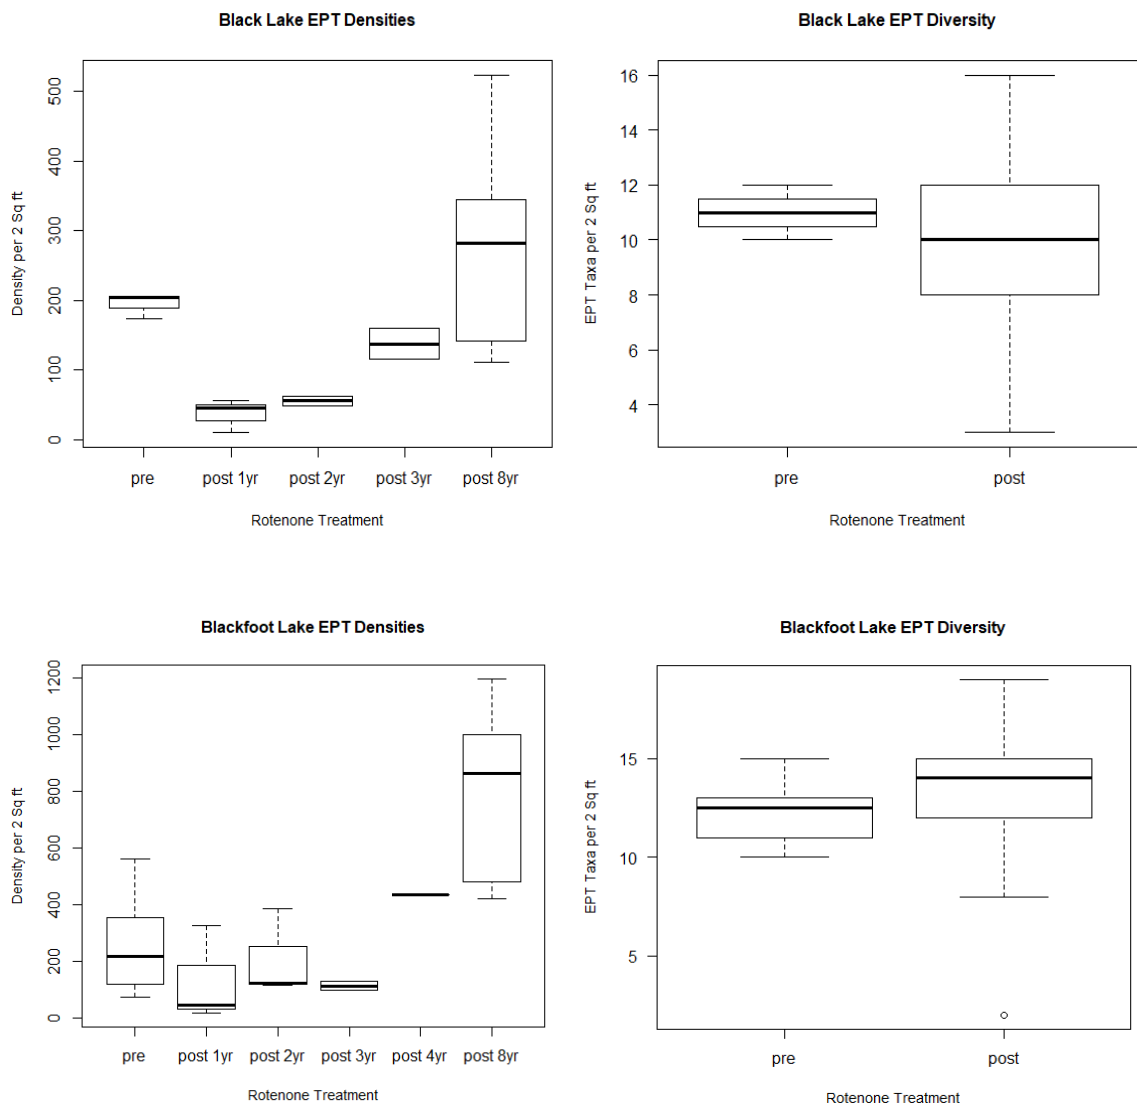 Black Lake EPT Densities
Density per 2 Sq ft
500
400
300
200
100
0
pre post 1yr post 2yr post 3yr post 8yr
Rotenone Treatment
Black Lake EPT Diversity
EPT Taxa per 2 Sq ft
16
14
12
10
8
6
4
pre post
Rotenone Treatment
Blackfoot Lake EPT Densities
Density per 2 Sq ft
1200
1000
800
600
400
200
0
pre post 1yr post 2yr post 3yr post 4yr post 8yr
Rotenone Treatment
Blackfoot Lake EPT Diversity
EPT Taxa per 2 Sq ft
15
10
5
pre post
Rotenone Treatment